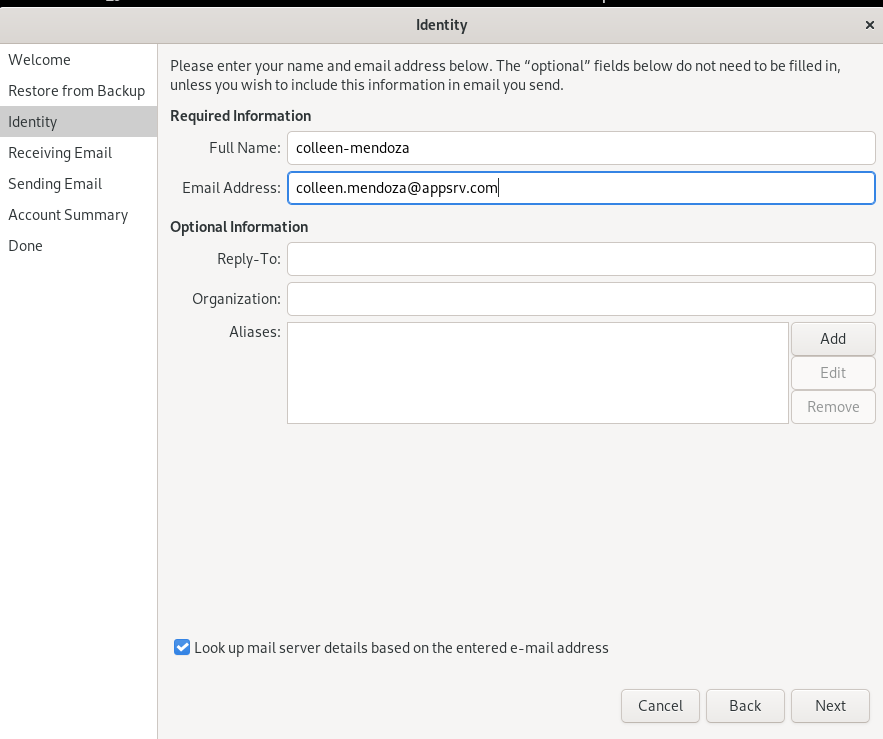 Identity
×
Welcome
Restore from Backup
Identity
Receiving Email
Sending Email
Account Summary
Done
Please enter your name and email address below. The “optional” fields below do not need to be filled in,
unless you wish to include this information in email you send.
Required Information
Full Name: colleen-mendoza
Email Address: colleen.mendoza@appsrv.com
Optional Information
Reply-To:
Organization:
Aliases:
Add
Edit
Remove
Look up mail server details based on the entered e-mail address
Cancel Back Next